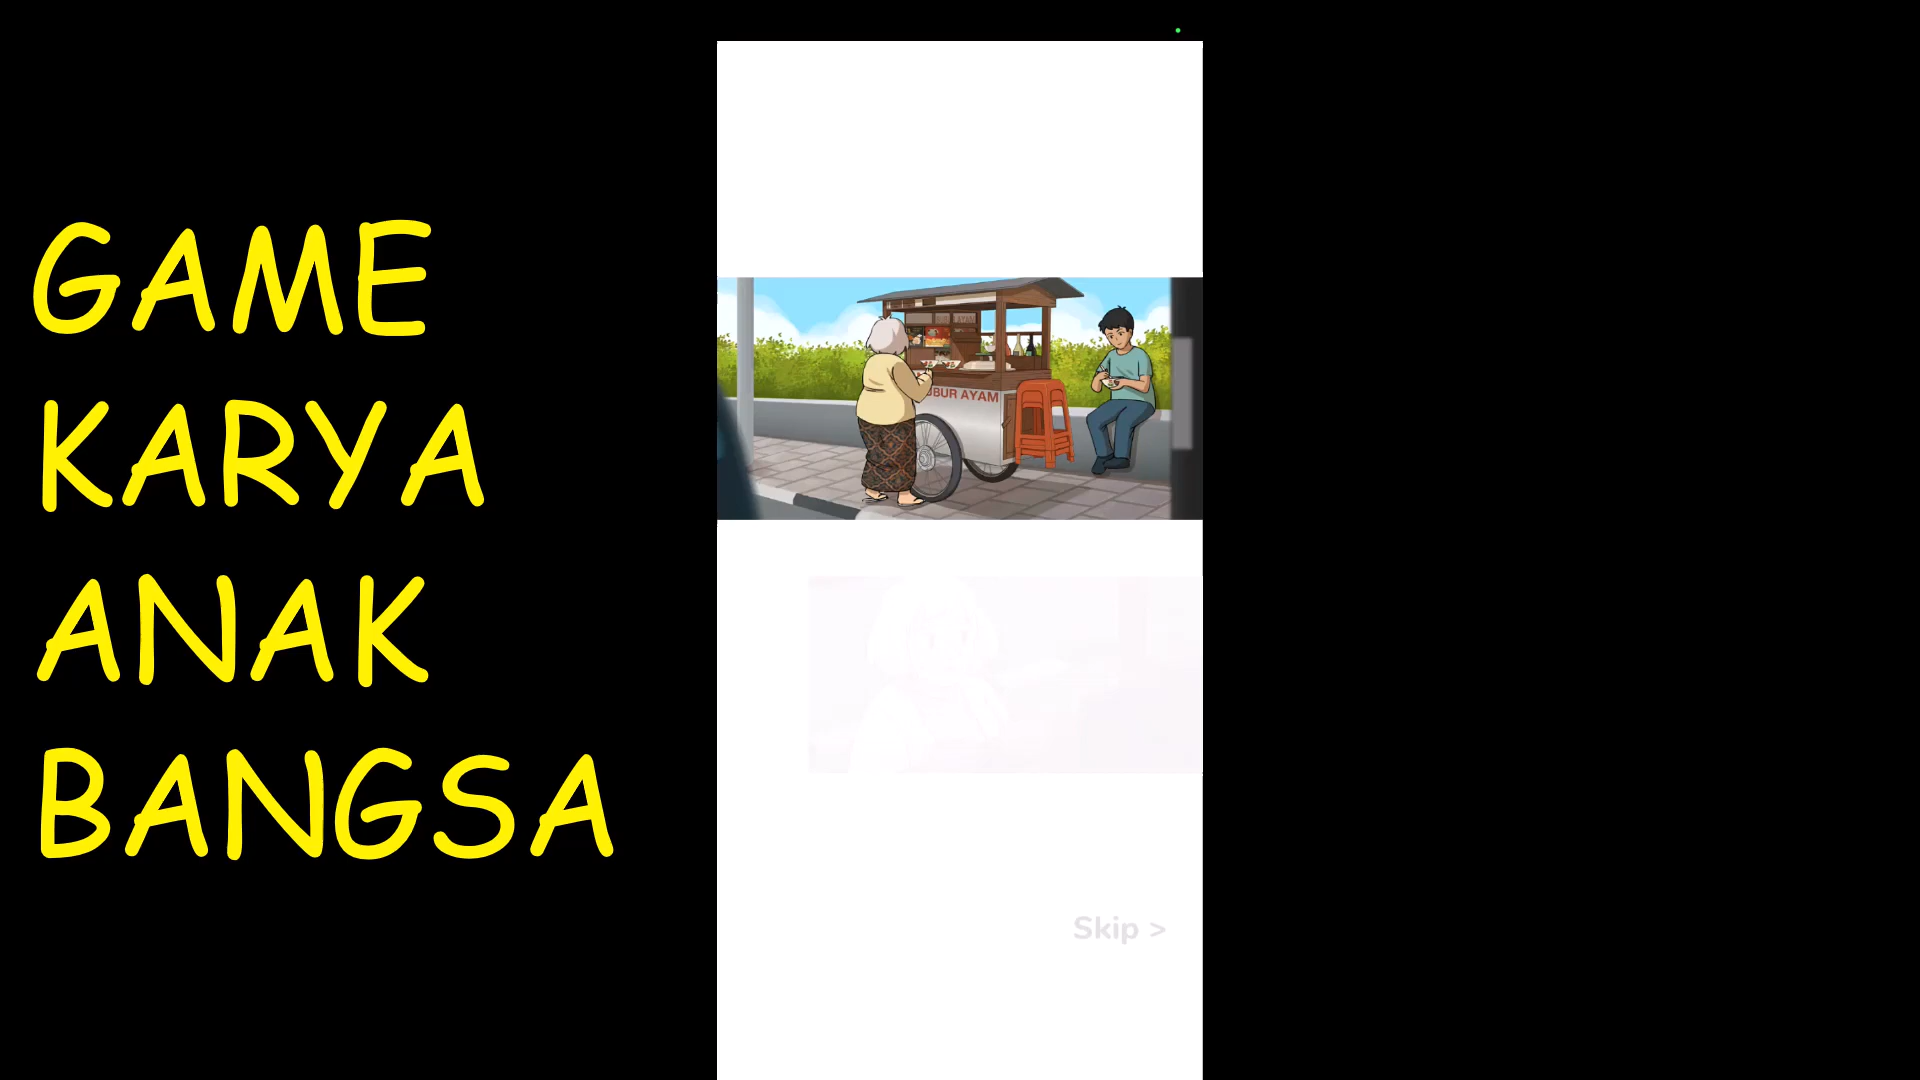 GAME
KARYA
ANAK
BANGSA
BUR AYAM
Skip >